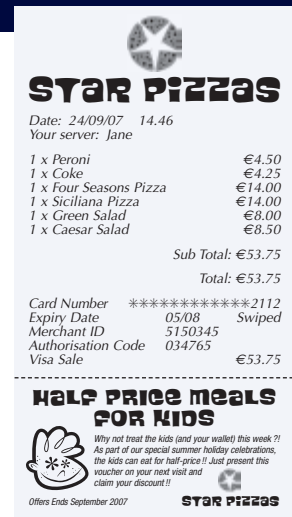 STAR PIZZAS
Date: 24/09/07 14.46
Your server: Jane
1 x Peroni €4.50
1 x Coke €4.25
1 x Four Seasons Pizza €14.00
1 x Siciliana Pizza €14.00
1 x Green Salad €8.00
1 x Caesar Salad €8.50
Sub Total: €53.75
Total: €53.75
Card Number ************2112
Expiry Date 05/08 Swiped
Merchant ID 5150345
Authorisation Code 034765
Visa Sale €53.75
HALF PRICE MEALS
FOR KIDS
Why not treat the kids (and your wallet) this week ?!
As part of our special summer holiday celebrations,
the kids can eat for half-price !! Just present this
voucher on your next visit and
claim your discount !!
Offers Ends September 2007
STAR PIZZAS